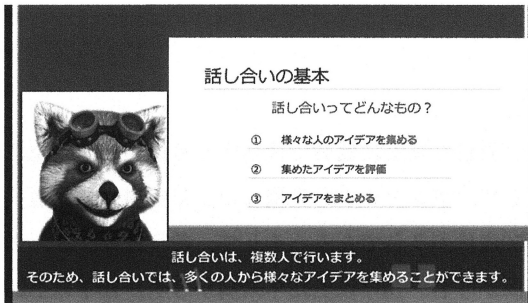 話し合いの基本
話し合いってどんなもの？
① 様々な人のアイデアを集める
② 集めたアイデアを評価
③ アイデアをまとめる
話し合いは、複数人で行います。
そのため、話し合いでは、多くの人から様々なアイデアを集めることができます。